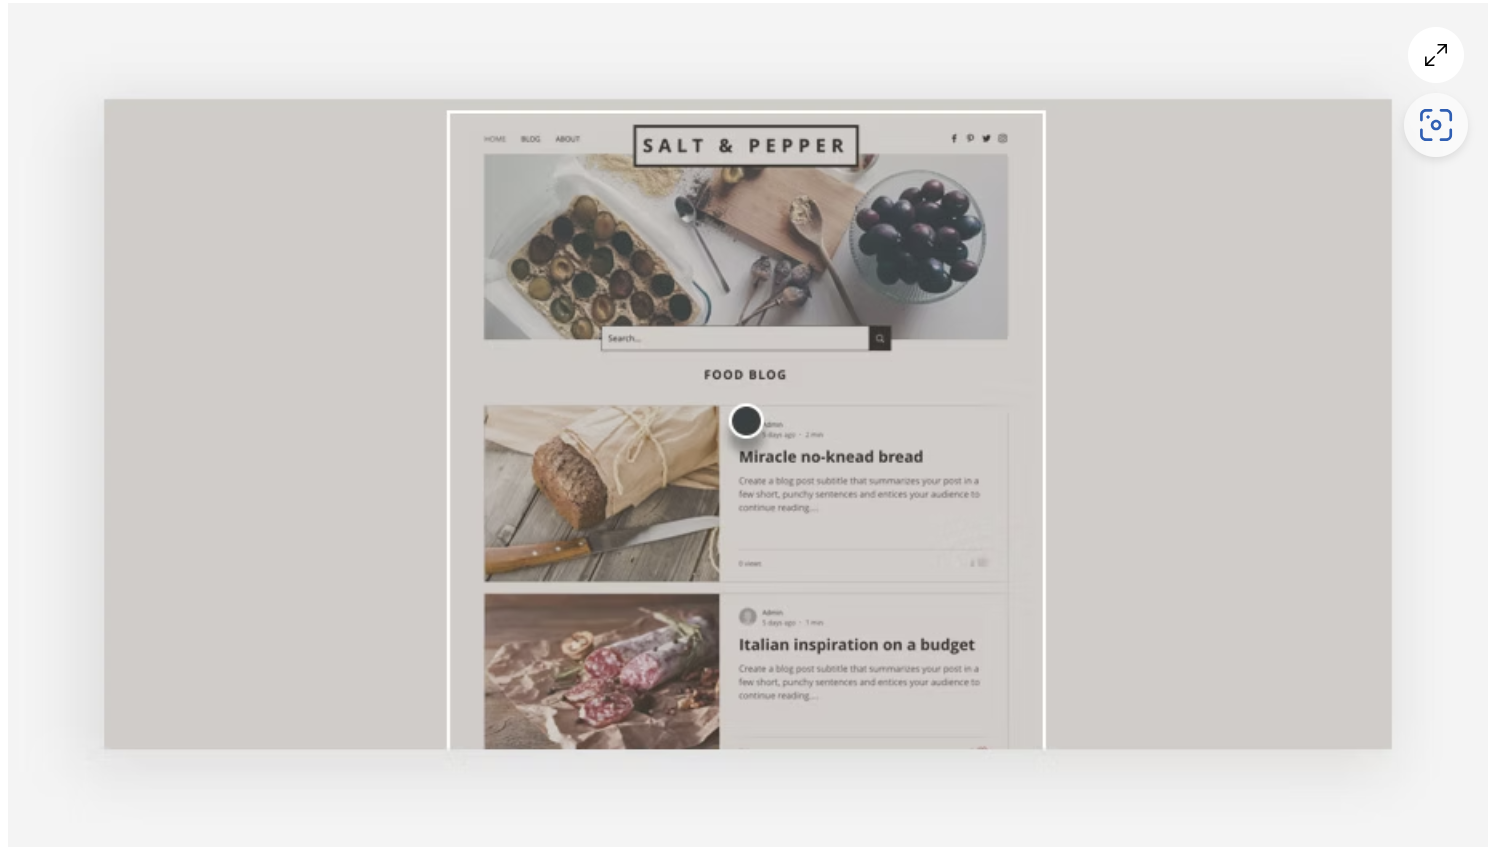 HOME BLOG ABOUT
SALT & PEPPER
Search...
FOOD BLOG
Admin
5 days ago · 2 min
Miracle no-knead bread
Create a blog post subtitle that summarizes your post in a
few short, punchy sentences and entices your audience to
continue reading....
0 views
Admin
5 days ago · 1 min
Italian inspiration on a budget
Create a blog post subtitle that summarizes your post in a
few short, punchy sentences and entices your audience to
continue reading....